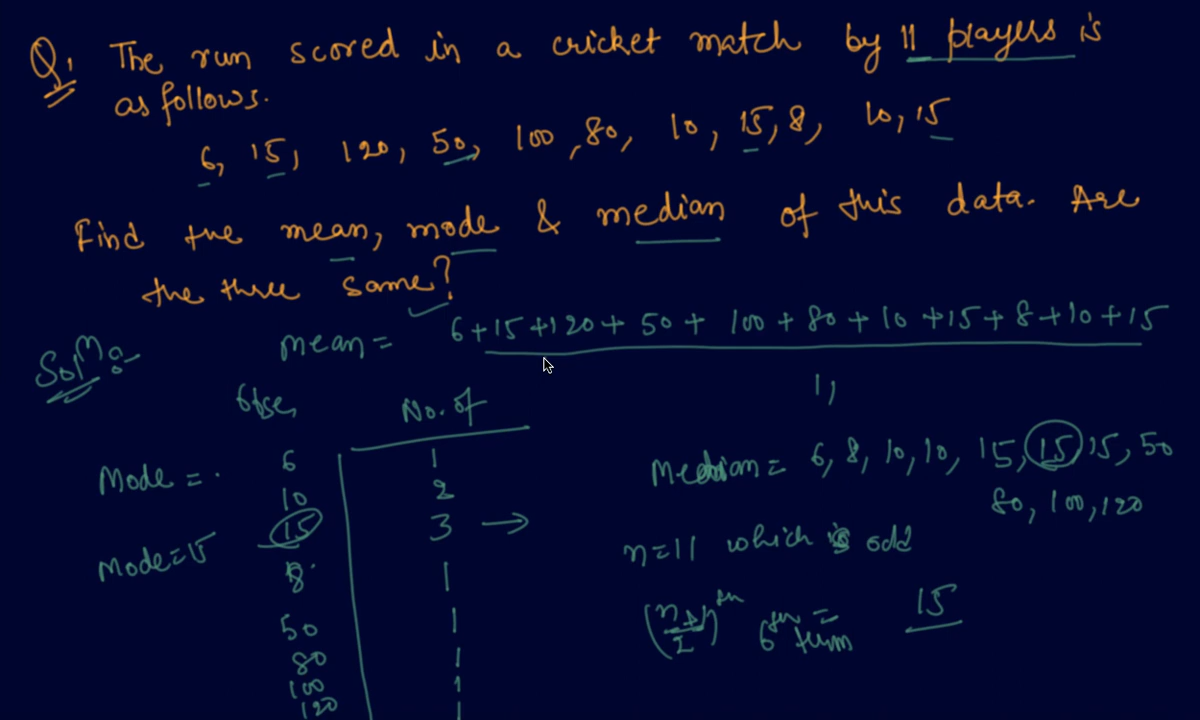 Q1 The run scored in a cricket match by 11 players is
as follows.
6, 15, 120, 50, 100, 80, 10, 15, 8, 10, 15
Find the mean, mode & median of this data. Are
the three same?
Solⁿ:- mean = 6+15+120+50+100+80+10+15+8+10+15
11
Obse, No. of
6 1
Mode = .
10 2
15 3 →
Mode=15
8 1
50 1
80 1
100 1
120 1
Median = 6, 8, 10, 10, 15, 15, 15, 50
80, 100, 120
n=11 which is odd
(n+1/2)th 6th term = 15